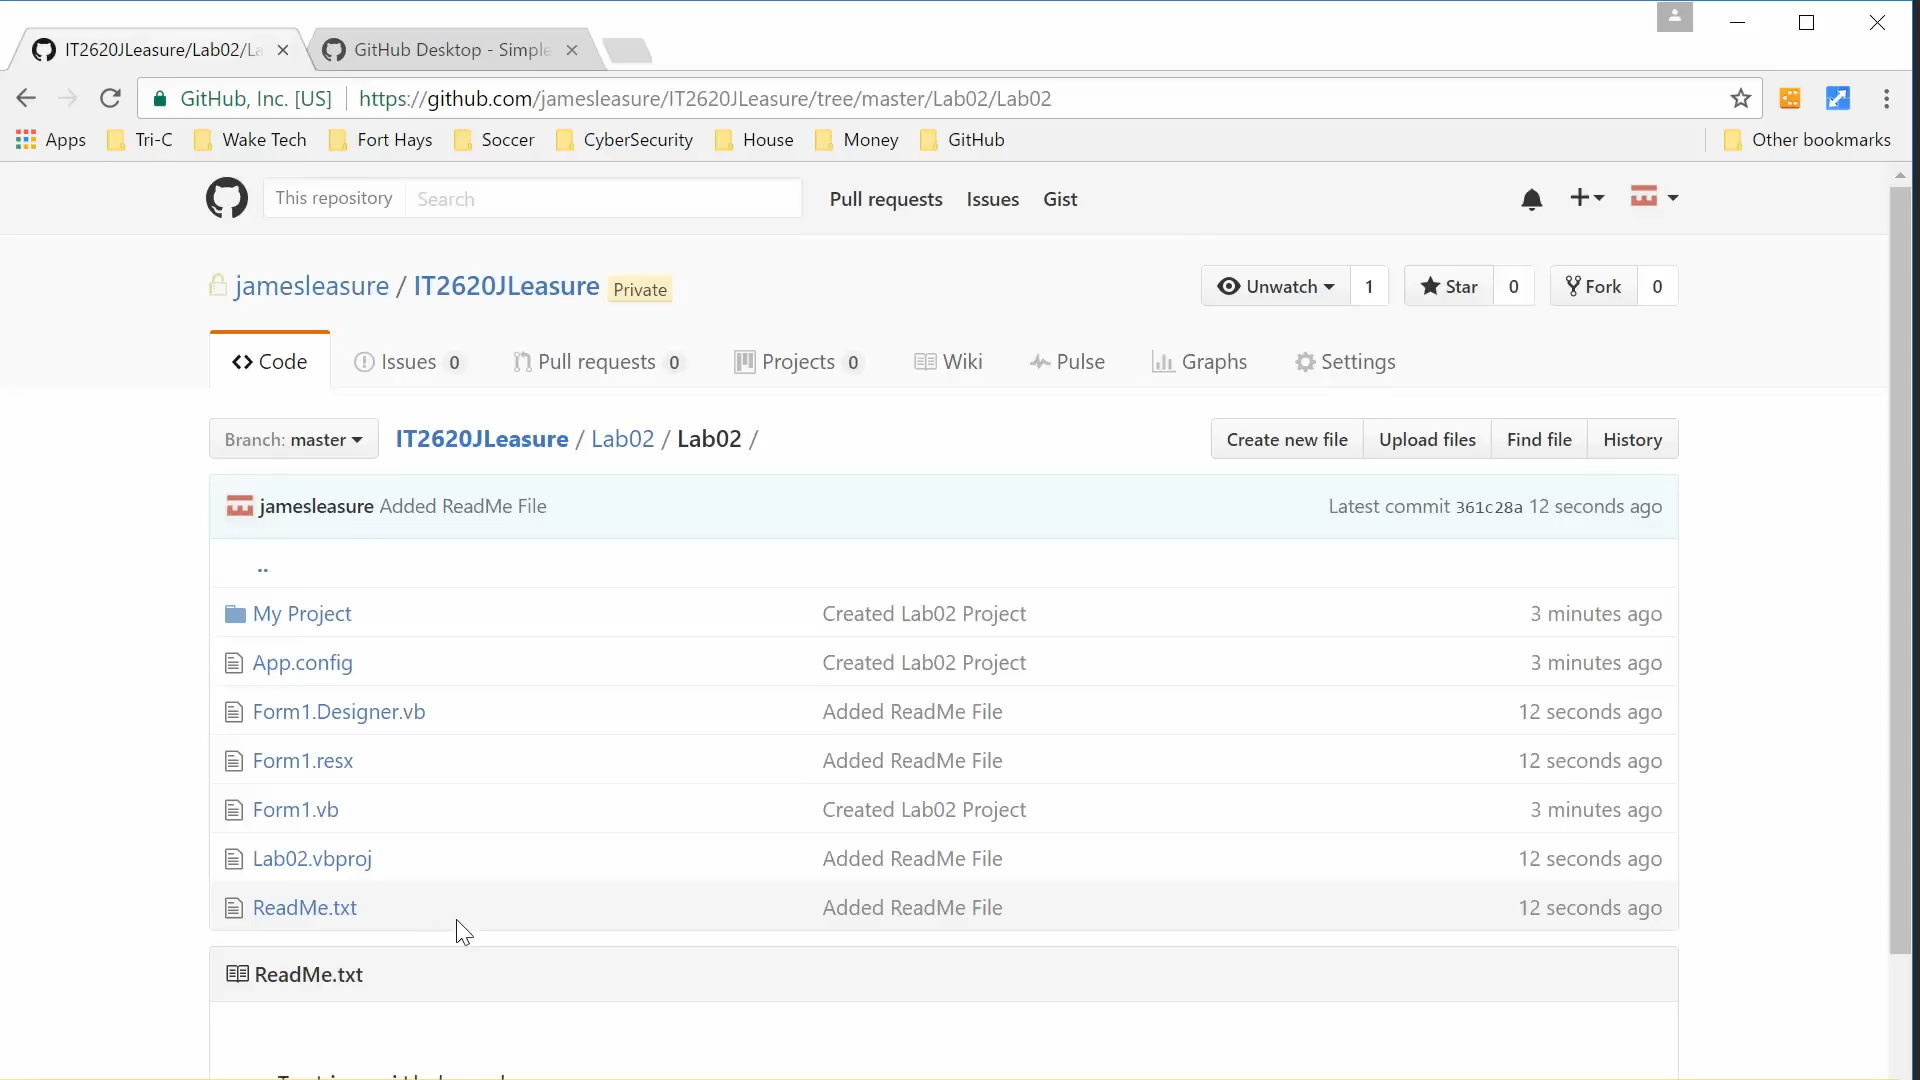 IT2620JLeasure/Lab02/La
GitHub Desktop - Simple
GitHub, Inc. [US] https://github.com/jamesleasure/IT2620JLeasure/tree/master/Lab02/Lab02
Apps Tri-C Wake Tech Fort Hays Soccer CyberSecurity House Money GitHub Other bookmarks
This repository Search Pull requests Issues Gist
jamesleasure / IT2620JLeasure Private Unwatch 1 Star 0 Fork 0
Code Issues 0 Pull requests 0 Projects 0 Wiki Pulse Graphs Settings
Branch: master IT2620JLeasure / Lab02 / Lab02 / Create new file Upload files Find file History
jamesleasure Added ReadMe File Latest commit 361c28a 12 seconds ago
..
My Project Created Lab02 Project 3 minutes ago
App.config Created Lab02 Project 3 minutes ago
Form1.Designer.vb Added ReadMe File 12 seconds ago
Form1.resx Added ReadMe File 12 seconds ago
Form1.vb Created Lab02 Project 3 minutes ago
Lab02.vbproj Added ReadMe File 12 seconds ago
ReadMe.txt Added ReadMe File 12 seconds ago
ReadMe.txt